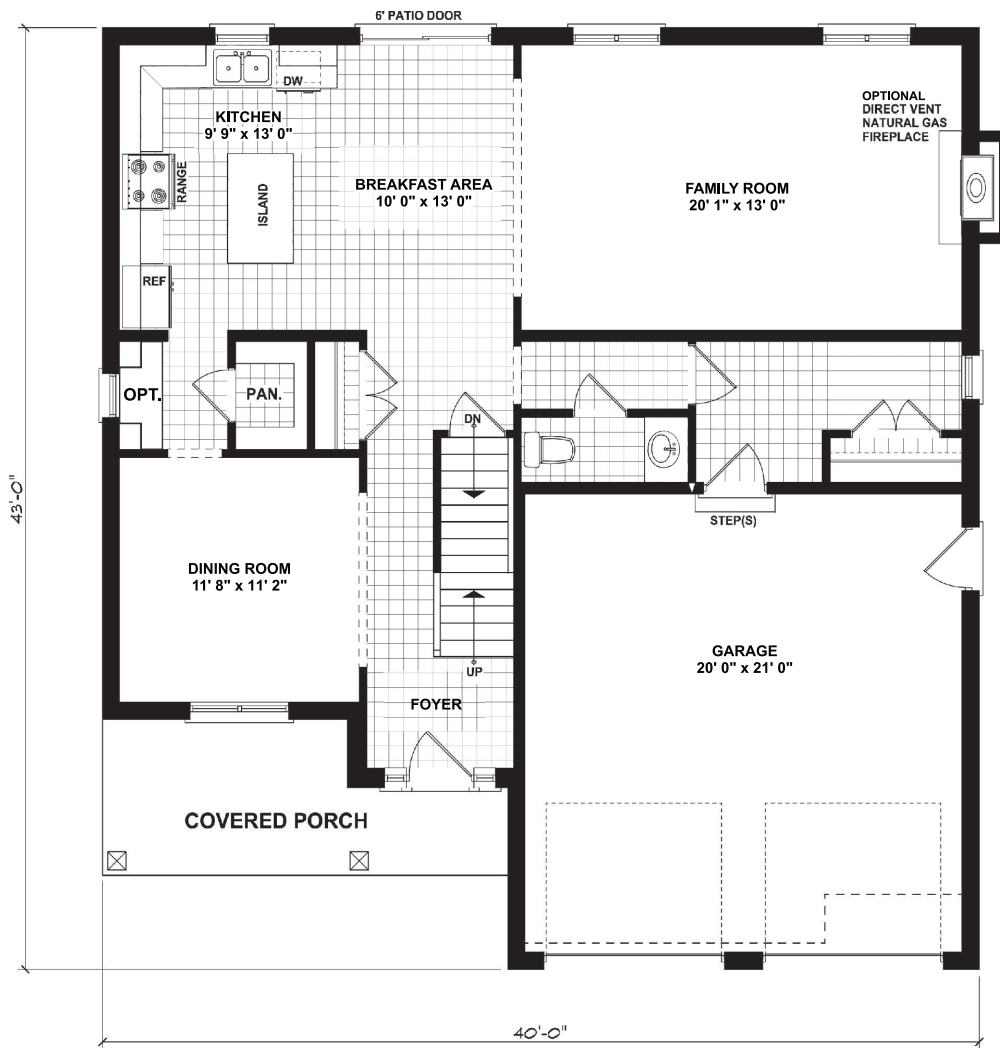 6' PATIO DOOR
DW
KITCHEN
9' 9" x 13' 0"
OPTIONAL
DIRECT VENT
NATURAL GAS
FIREPLACE
RANGE
ISLAND
BREAKFAST AREA
10' 0" x 13' 0"
FAMILY ROOM
20' 1" x 13' 0"
REF
OPT.
PAN.
DN
43'-0"
STEP(S)
DINING ROOM
11' 8" x 11' 2"
GARAGE
20' 0" x 21' 0"
UP
FOYER
COVERED PORCH
40'-0"